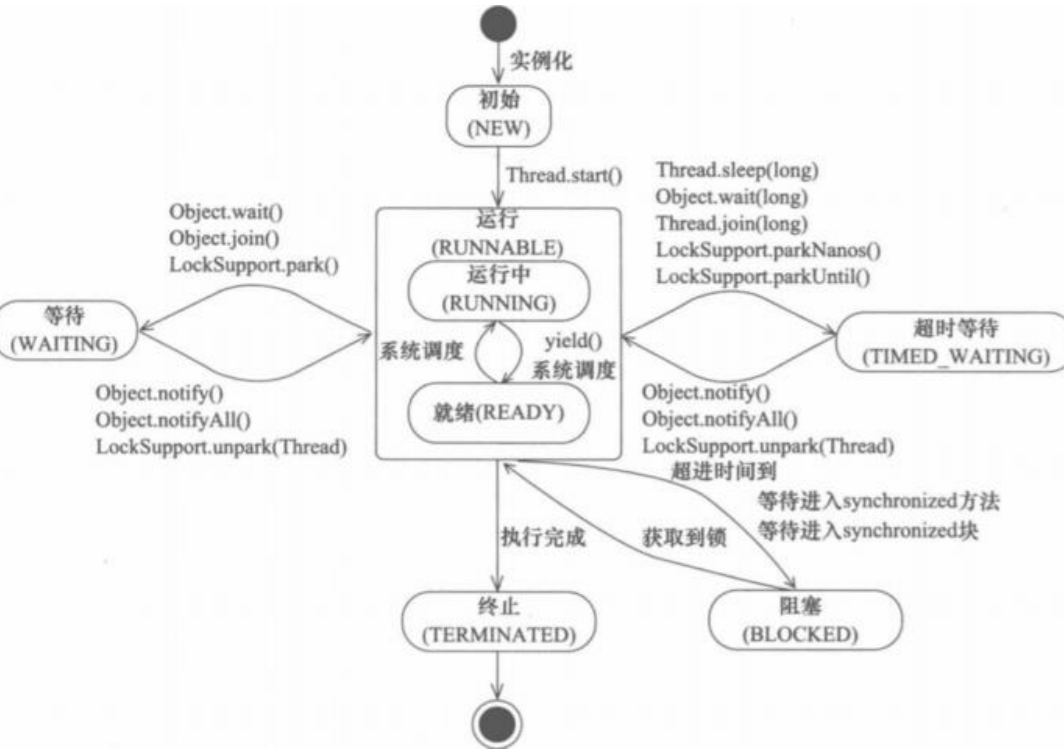 实例化
初始
(NEW)
Thread.start()
Thread.sleep(long)
Object.wait(long)
Thread.join(long)
LockSupport.parkNanos()
LockSupport.parkUntil()
Object.wait()
Object.join()
LockSupport.park()
运行
(RUNNABLE)
运行中
(RUNNING)
等待
(WAITING)
超时等待
(TIMED_WAITING)
系统调度
yield()
系统调度
就绪(READY)
Object.notify()
Object.notifyAll()
LockSupport.unpark(Thread)
Object.notify()
Object.notifyAll()
LockSupport.unpark(Thread)
超进时间到
等待进入synchronized方法
等待进入synchronized块
执行完成
获取到锁
终止
(TERMINATED)
阻塞
(BLOCKED)